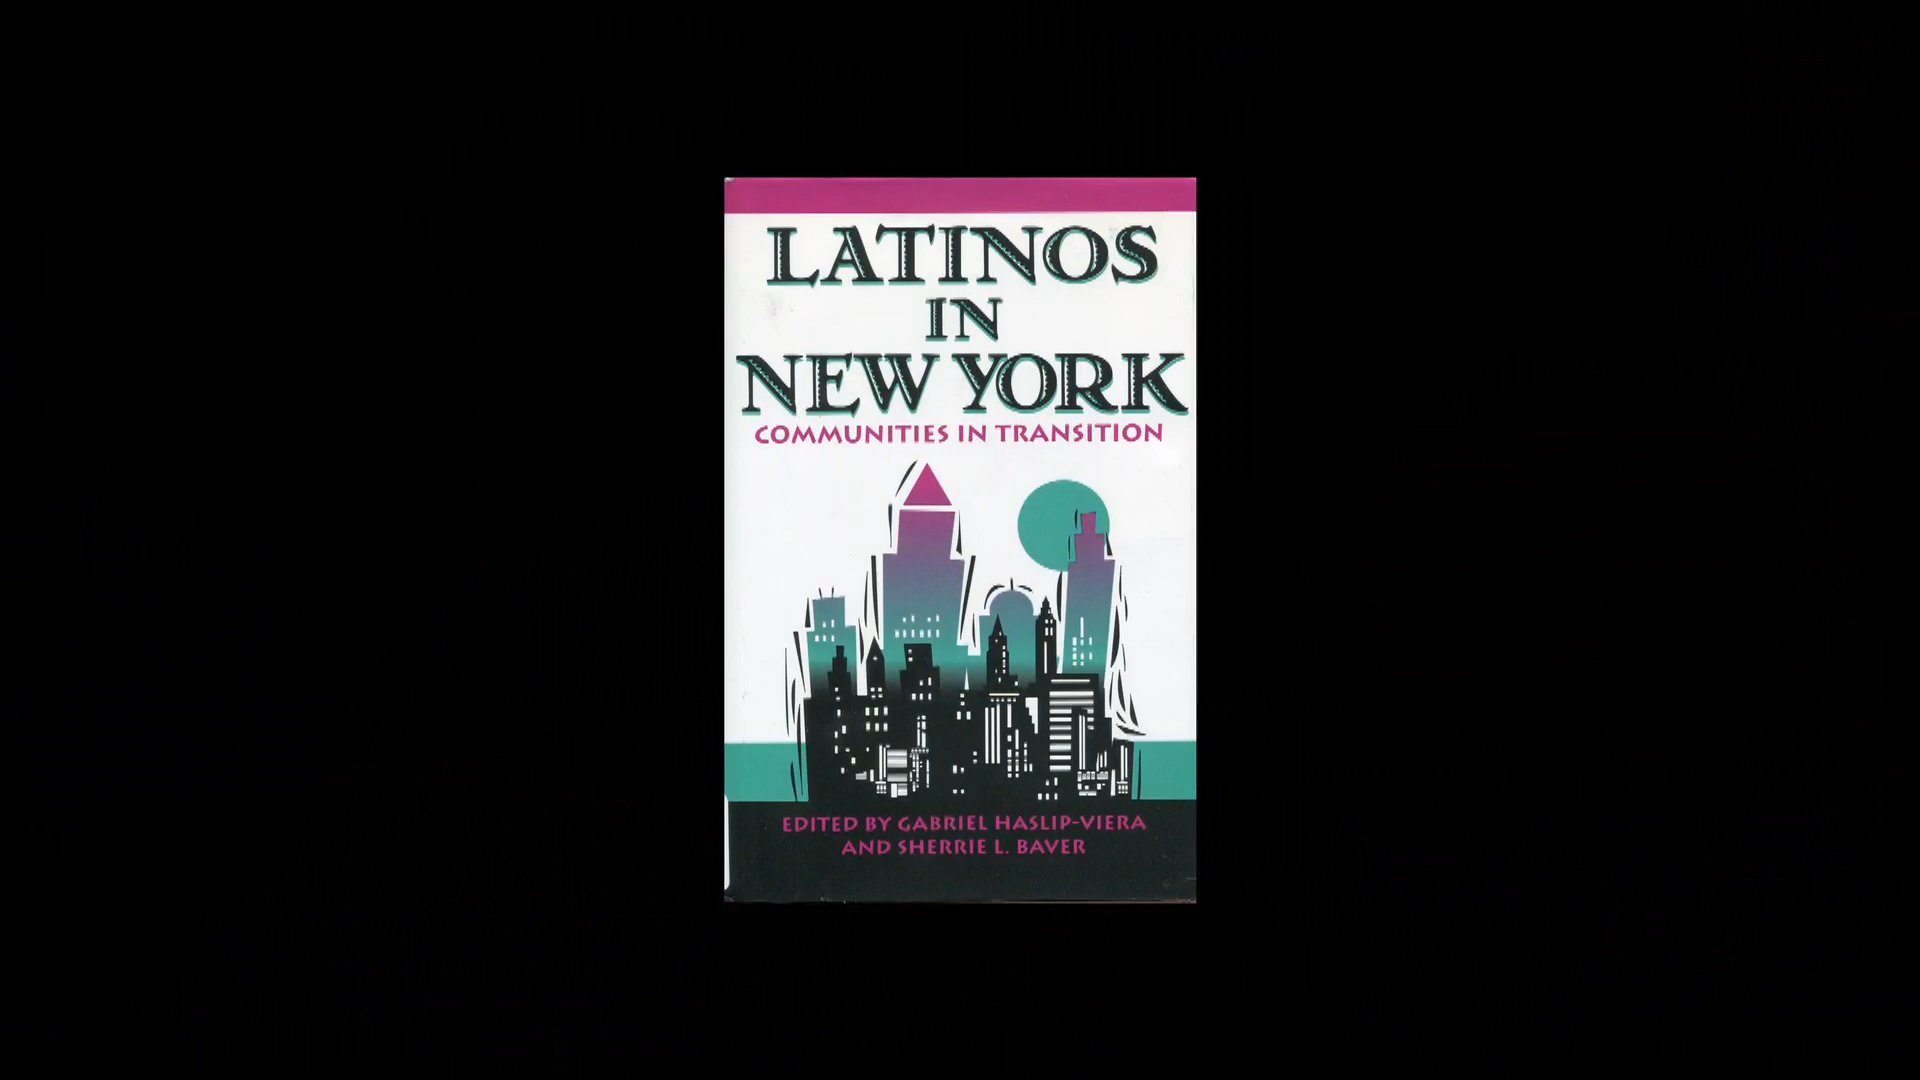 LATINOS
IN
NEW YORK
COMMUNITIES IN TRANSITION
EDITED BY GABRIEL HASLIP-VIERA
AND SHERRIE L. BAVER